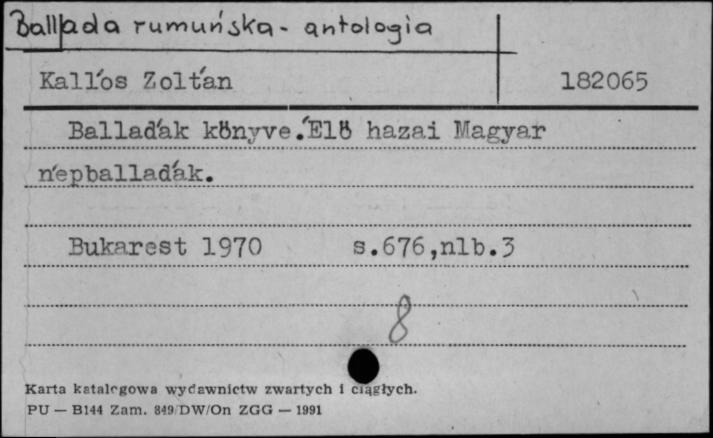 Ballada rumuńska - antologia
Kallós Zoltán
182065
Balladák könyve. Élö hazai Magyar
népballadák.
Bukarest 1970 s.676,nlb.3
8
Karta katalogowa wydawnictw zwartych i ciągłych.
PU — B144 Zam. 849/DW/On ZGG — 1991